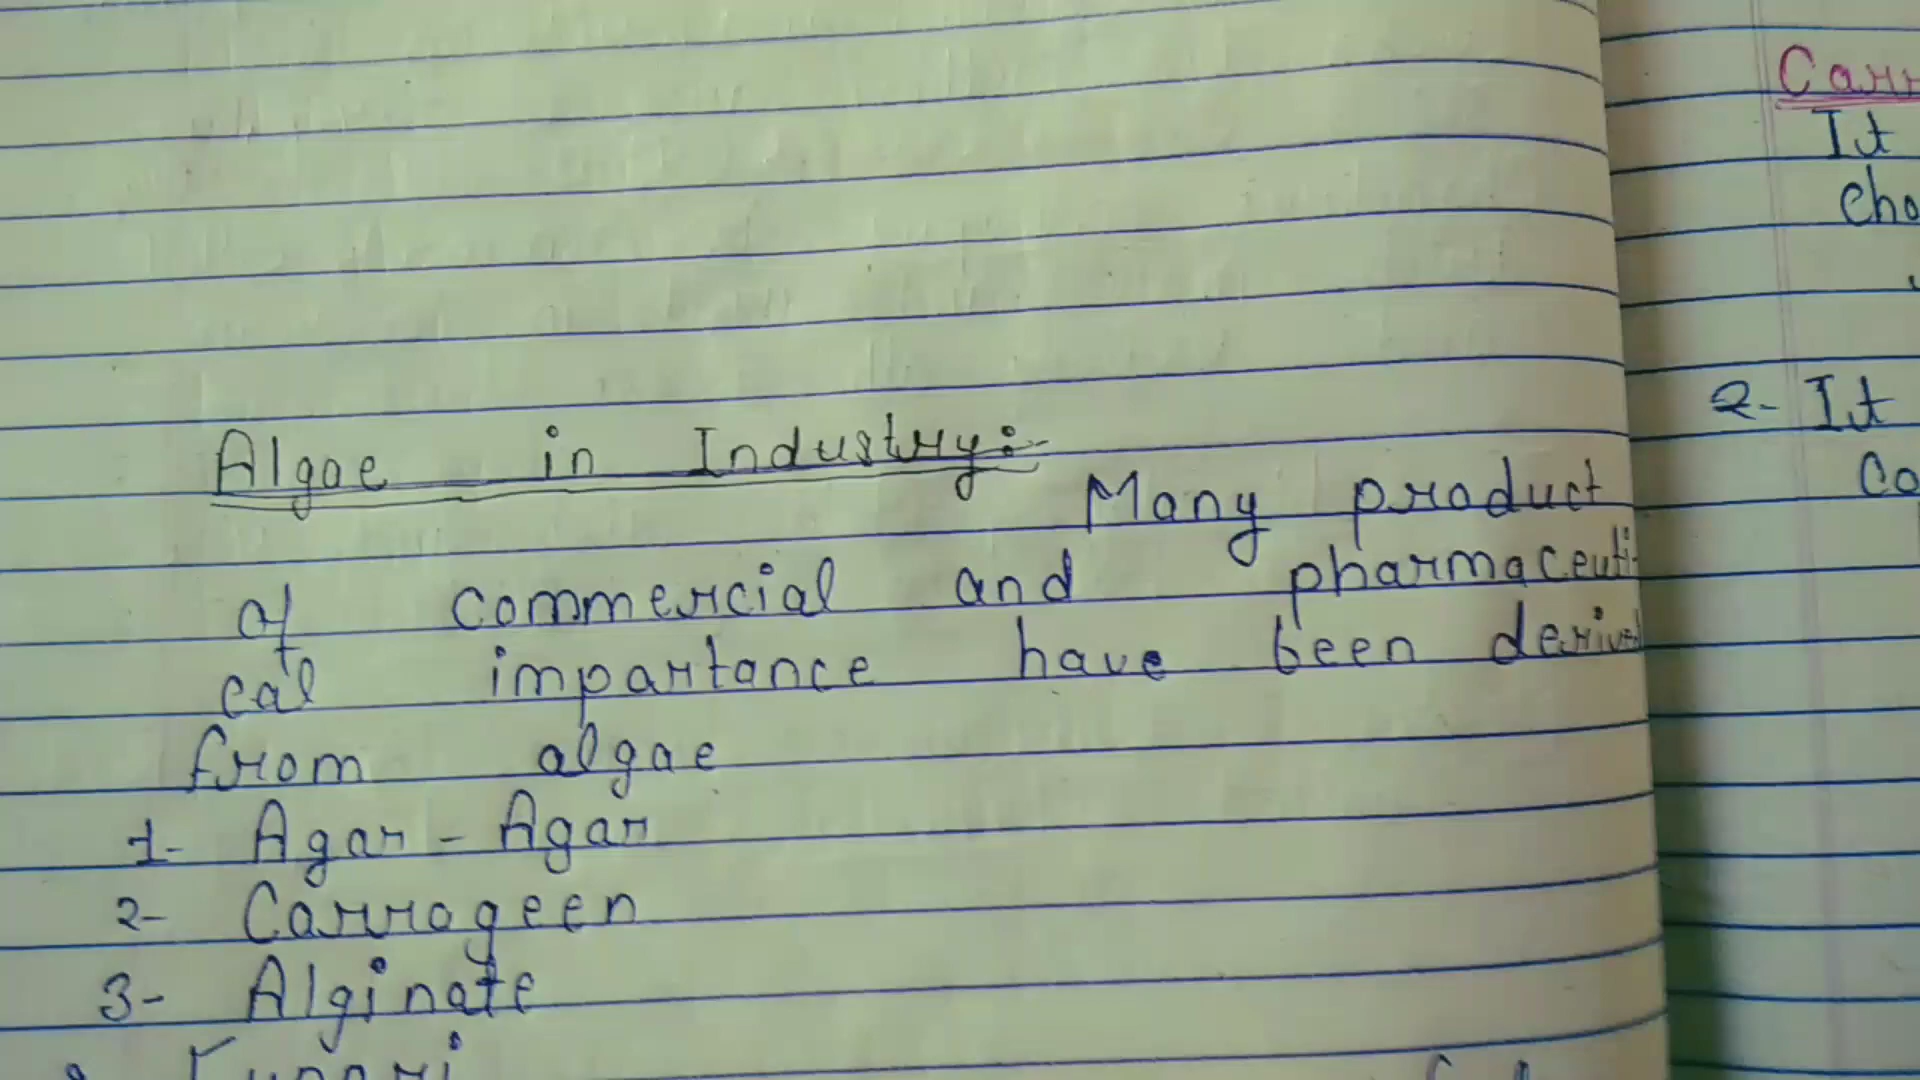 Algae in Industry:-
Many product
of commercial and pharmaceuti-
cal importance have been derived
from algae
1- Agar-Agar
2- Carrageen
3- Alginate
It
2- It